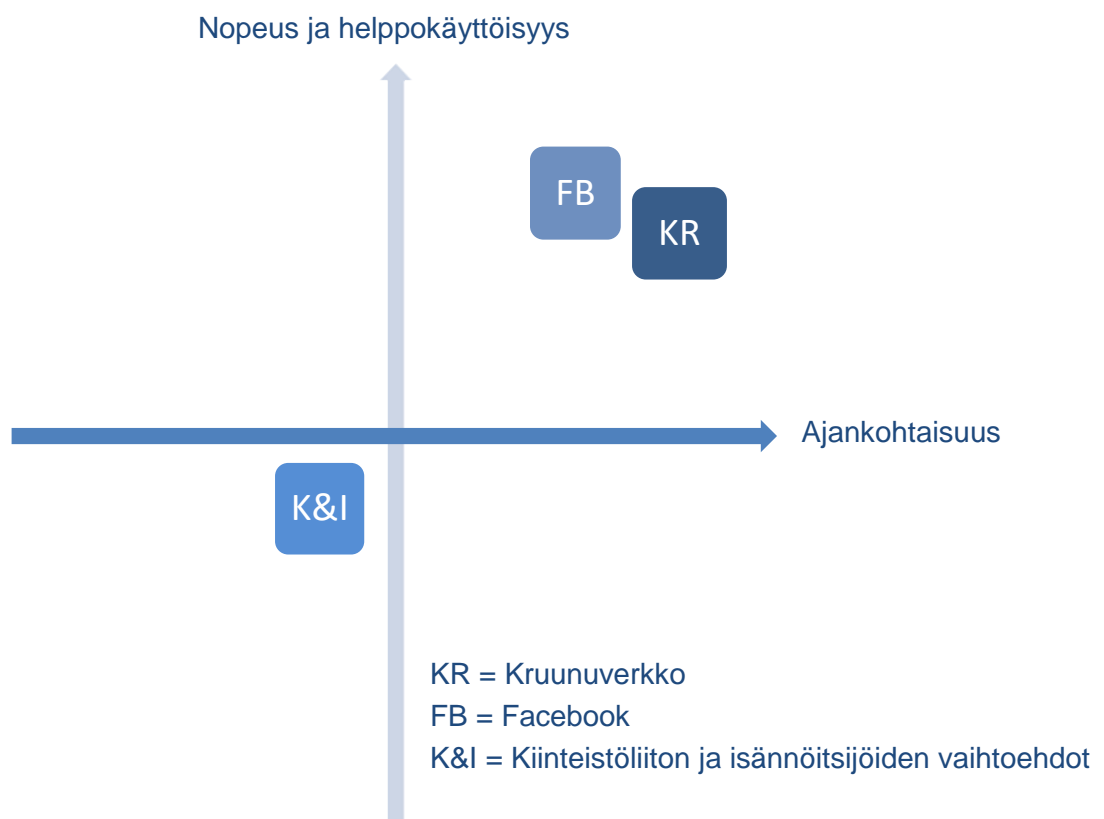 Nopeus ja helppokäyttöisyys
FB
KR
Ajankohtaisuus
K&I
KR = Kruunuverkko
FB = Facebook
K&I = Kiinteistöliiton ja isännöitsijöiden vaihtoehdot